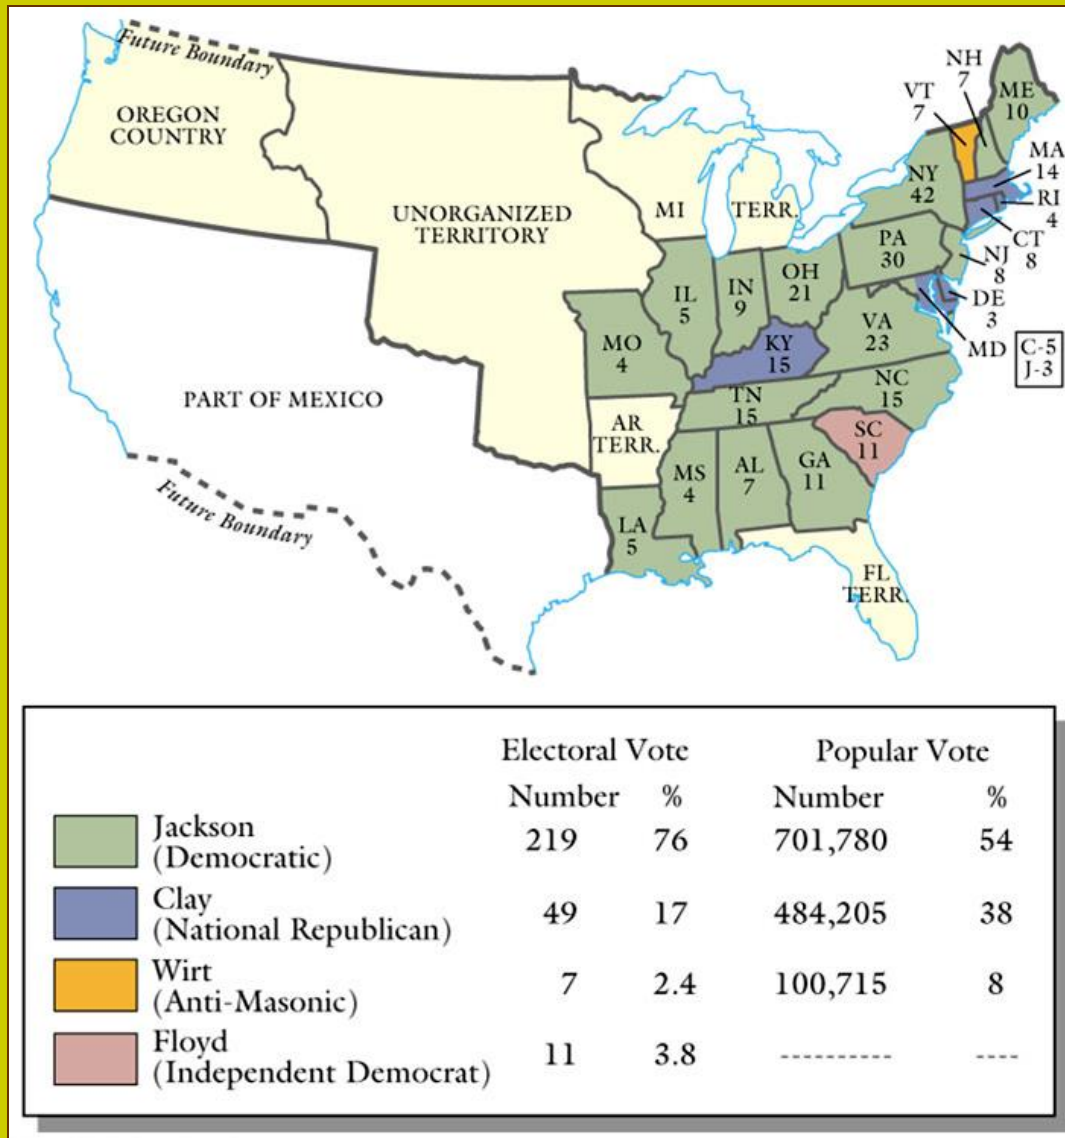 Future Boundary
OREGON
COUNTRY
UNORGANIZED
TERRITORY
PART OF MEXICO
Future Boundary
MI
TERR.
NH
7
VT
7
ME
10
MA
14
RI
4
CT
8
NY
42
PA
30
NJ
8
DE
3
MD
C-5
J-3
OH
21
IN
9
IL
5
VA
23
KY
15
MO
4
NC
15
TN
15
AR
TERR.
SC
11
MS
4
AL
7
GA
11
LA
5
FL
TERR.
Electoral Vote Popular Vote
Number % Number %
Jackson
(Democratic) 219 76 701,780 54
Clay
(National Republican) 49 17 484,205 38
Wirt
(Anti-Masonic) 7 2.4 100,715 8
Floyd
(Independent Democrat) 11 3.8 ---------- ----